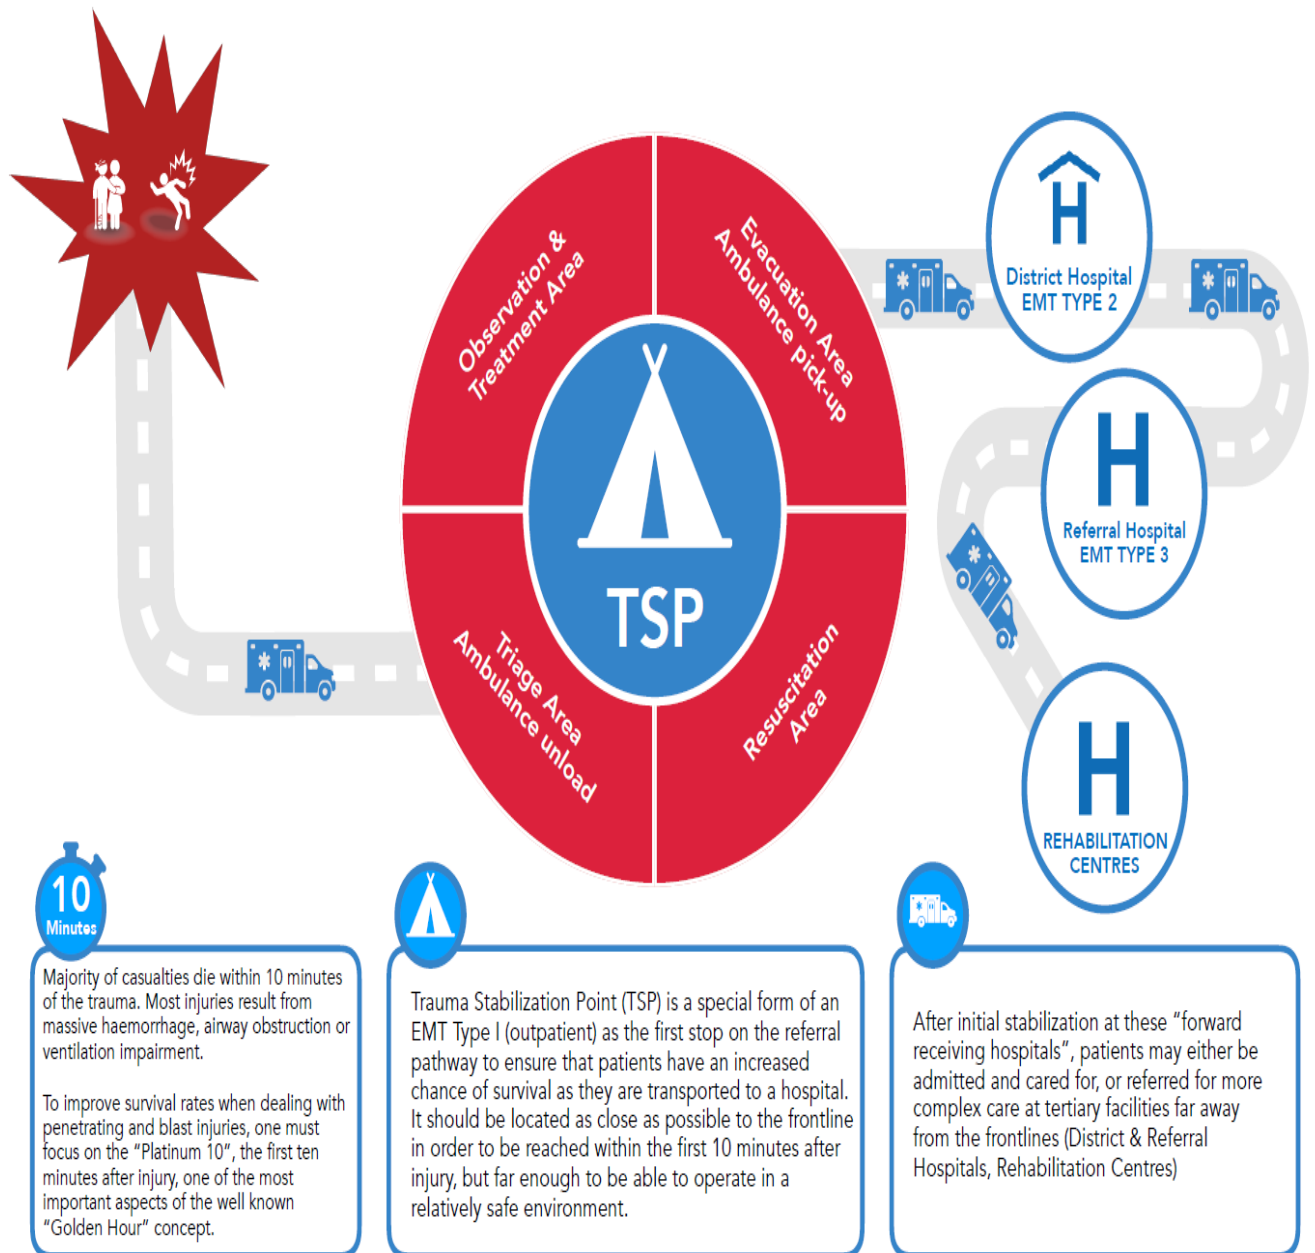 Observation &
Treatment Area
Evacuation Area
Ambulance pick-up
TSP
Triage Area
Ambulance unload
Resuscitation
Area
H
District Hospital
EMT TYPE 2
H
Referral Hospital
EMT TYPE 3
H
REHABILITATION
CENTRES
10
Minutes
Majority of casualties die within 10 minutes
of the trauma. Most injuries result from
massive haemorrhage, airway obstruction or
ventilation impairment.
To improve survival rates when dealing with
penetrating and blast injuries, one must
focus on the “Platinum 10”, the first ten
minutes after injury, one of the most
important aspects of the well known
“Golden Hour” concept.
Trauma Stabilization Point (TSP) is a special form of an
EMT Type I (outpatient) as the first stop on the referral
pathway to ensure that patients have an increased
chance of survival as they are transported to a hospital.
It should be located as close as possible to the frontline
in order to be reached within the first 10 minutes after
injury, but far enough to be able to operate in a
relatively safe environment.
After initial stabilization at these “forward
receiving hospitals”, patients may either be
admitted and cared for, or referred for more
complex care at tertiary facilities far away
from the frontlines (District & Referral
Hospitals, Rehabilitation Centres)